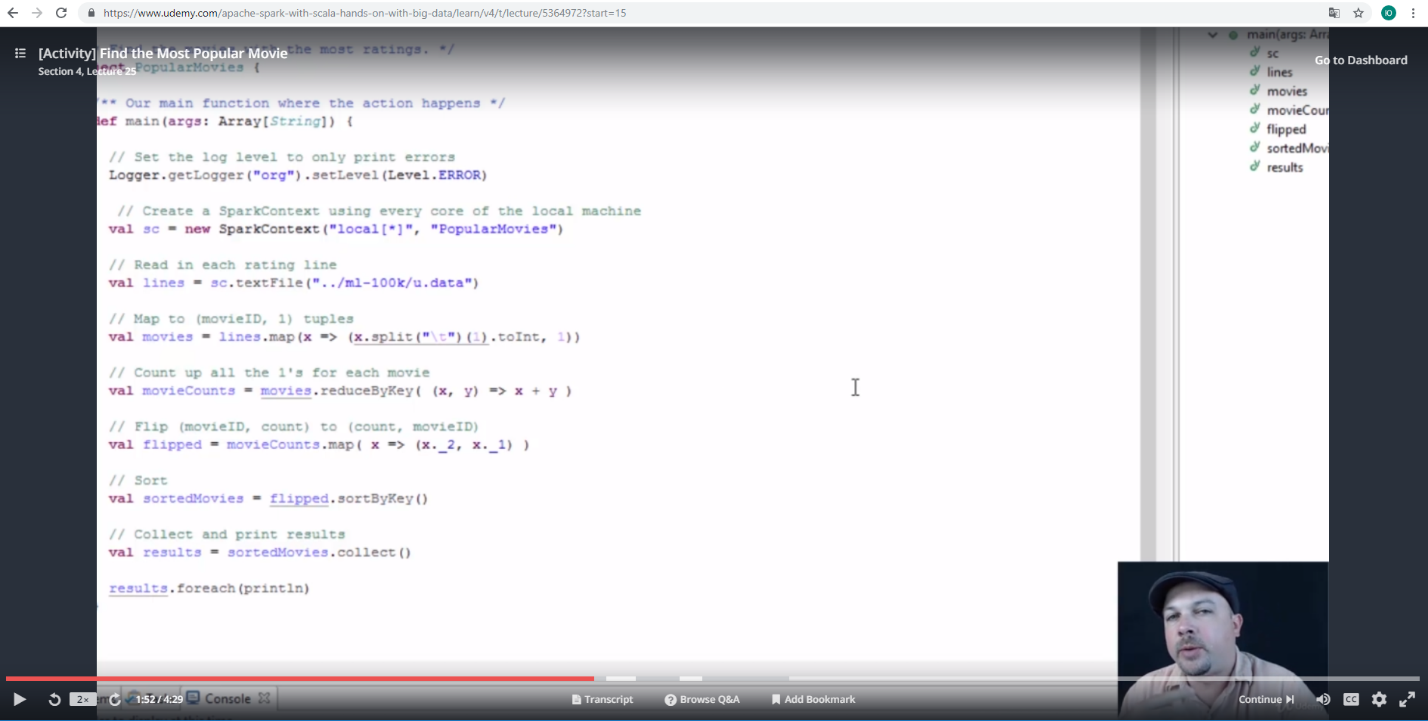 https://www.udemy.com/apache-spark-with-scala-hands-on-with-big-data/learn/v4/t/lecture/5364972?start=15
[Activity] Find the Most Popular Movie
Section 4, Lecture 25
Go to Dashboard
the most ratings. */
PopularMovies {
/** Our main function where the action happens */
def main(args: Array[String]) {
// Set the log level to only print errors
Logger.getLogger("org").setLevel(Level.ERROR)
// Create a SparkContext using every core of the local machine
val sc = new SparkContext("local[*]", "PopularMovies")
// Read in each rating line
val lines = sc.textFile("../ml-100k/u.data")
// Map to (movieID, 1) tuples
val movies = lines.map(x => (x.split("\t")(1).toInt, 1))
// Count up all the 1's for each movie
val movieCounts = movies.reduceByKey( (x, y) => x + y )
// Flip (movieID, count) to (count, movieID)
val flipped = movieCounts.map( x => (x._2, x._1) )
// Sort
val sortedMovies = flipped.sortByKey()
// Collect and print results
val results = sortedMovies.collect()
results.foreach(println)
main(args: Arra
sc
lines
movies
movieCour
flipped
sortedMovi
results
Console
2x
1:52 / 4:29
Transcript
Browse Q&A
Add Bookmark
Continue
CC